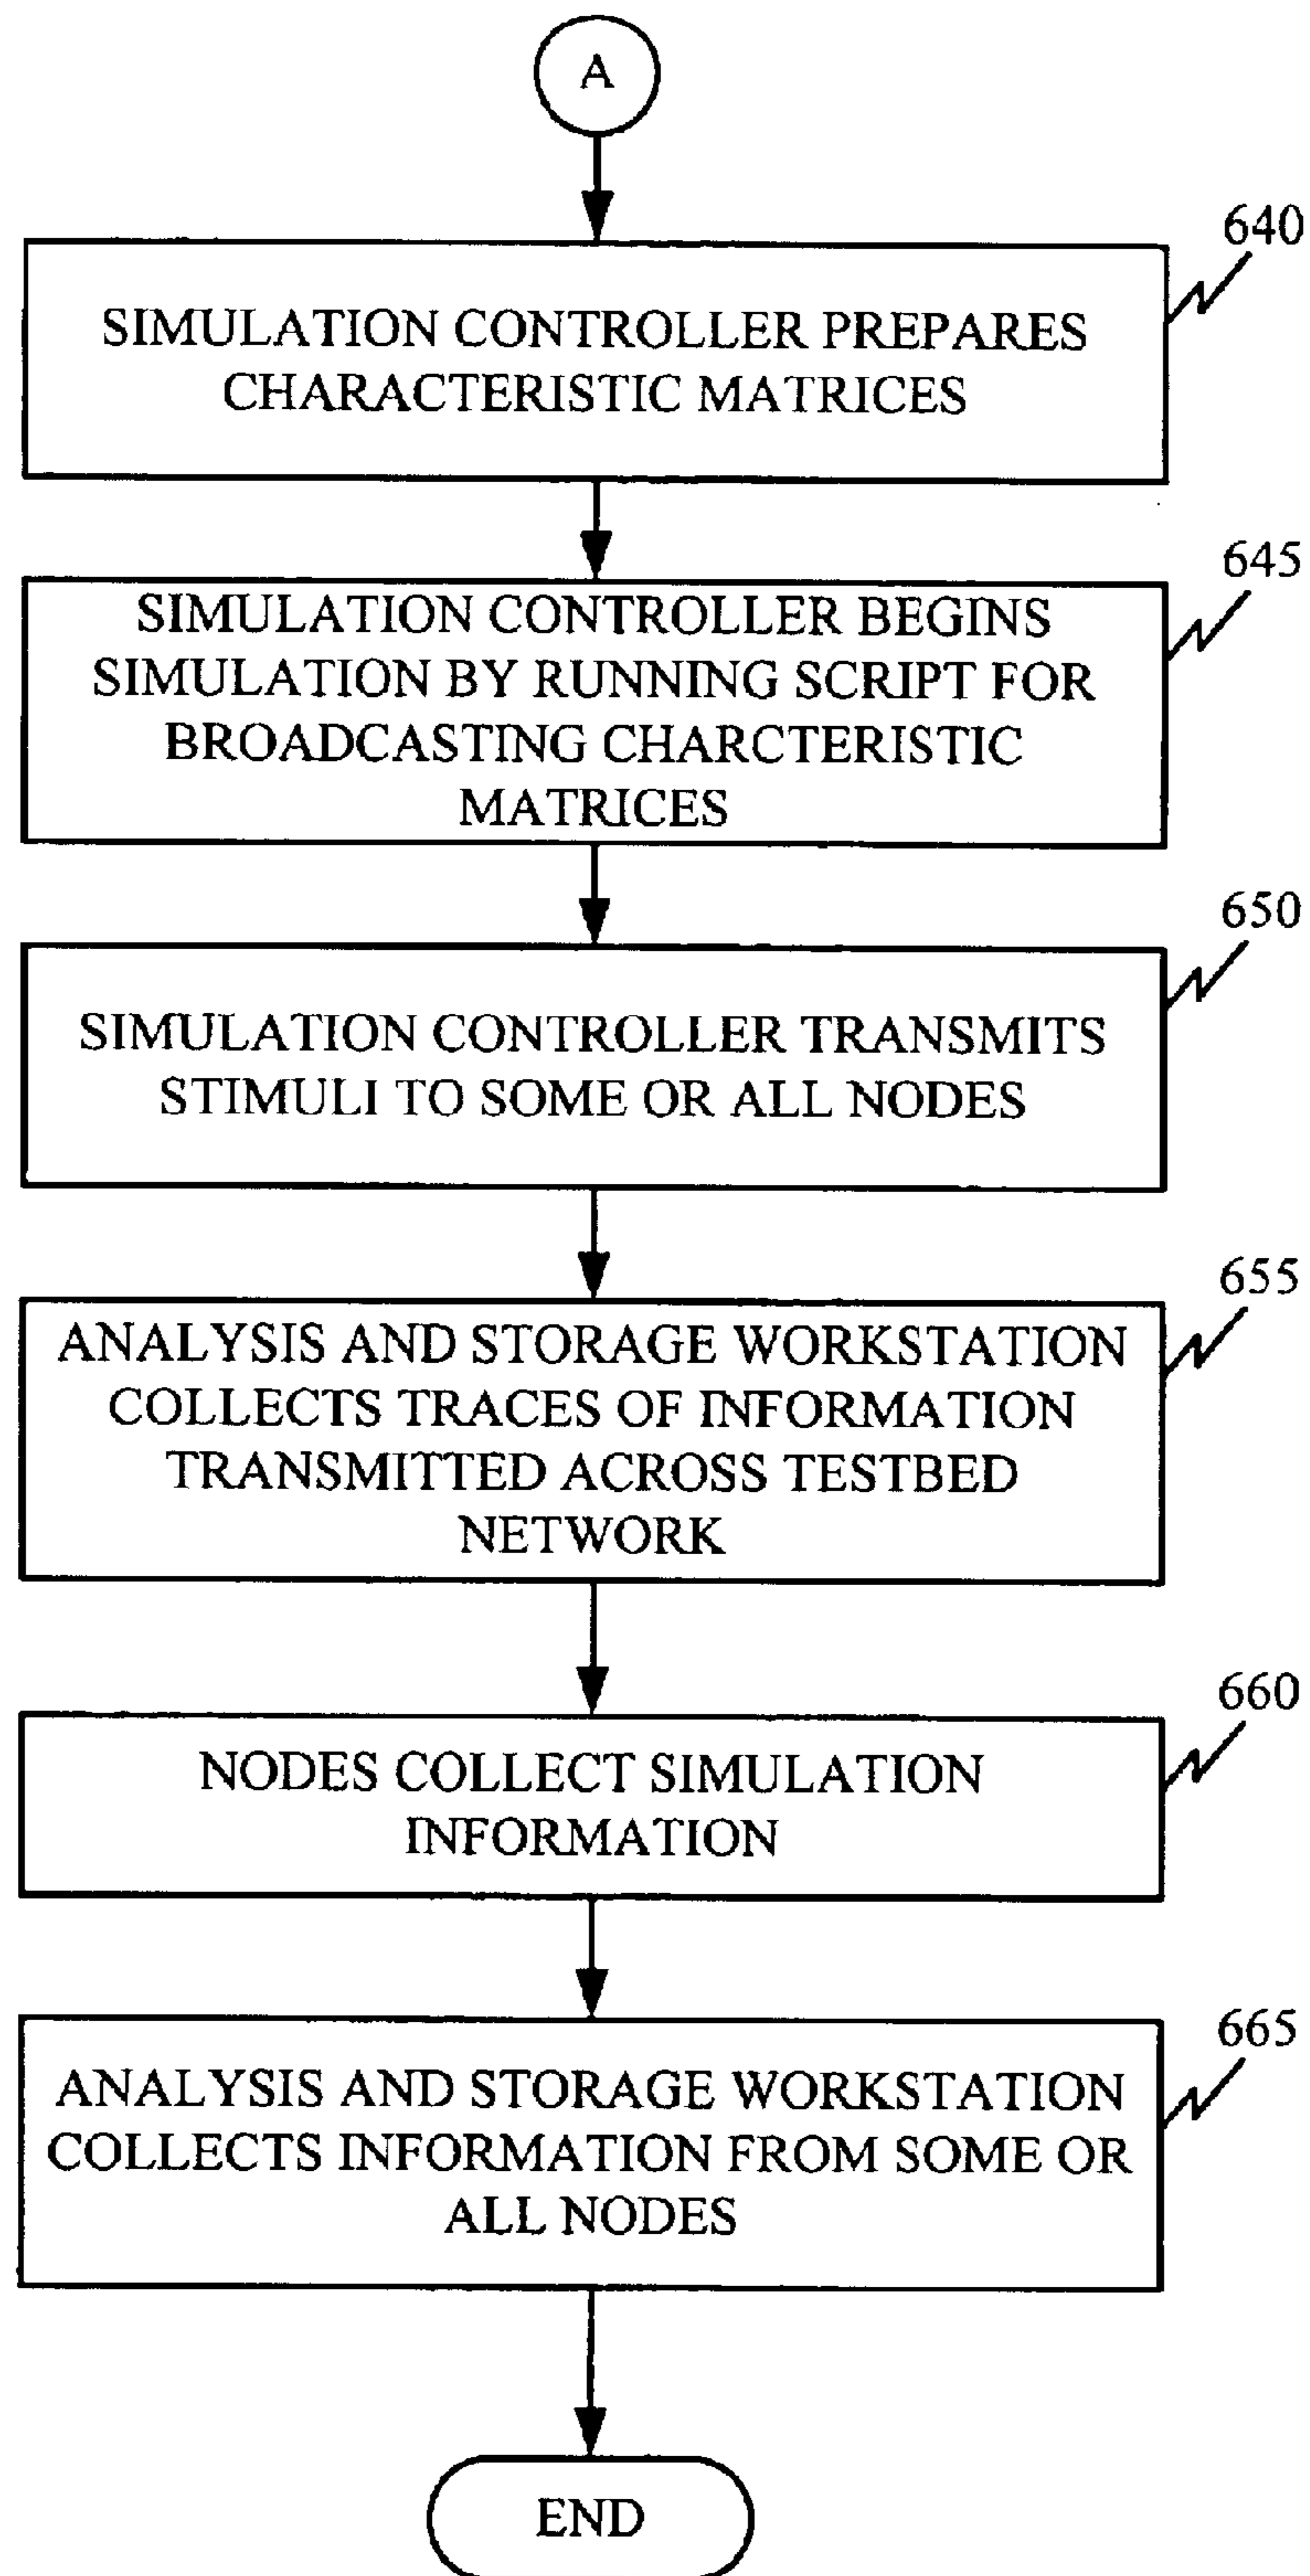 A
640
SIMULATION CONTROLLER PREPARES
CHARACTERISTIC MATRICES
645
SIMULATION CONTROLLER BEGINS
SIMULATION BY RUNNING SCRIPT FOR
BROADCASTING CHARCTERISTIC
MATRICES
650
SIMULATION CONTROLLER TRANSMITS
STIMULI TO SOME OR ALL NODES
655
ANALYSIS AND STORAGE WORKSTATION
COLLECTS TRACES OF INFORMATION
TRANSMITTED ACROSS TESTBED
NETWORK
660
NODES COLLECT SIMULATION
INFORMATION
665
ANALYSIS AND STORAGE WORKSTATION
COLLECTS INFORMATION FROM SOME OR
ALL NODES
END